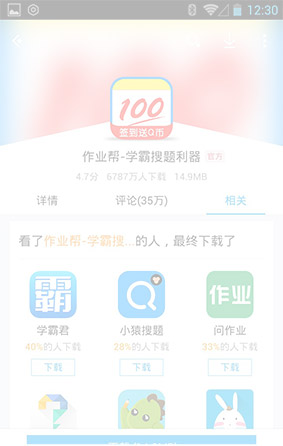 12:30
100
签到送Q币
作业帮-学霸搜题利器 官方
4.7分 6787万人下载 14.9MB
详情 评论(35万) 相关
看了作业帮-学霸搜...的人，最终下载了
霸 作业
学霸君 小猿搜题 问作业
40%的人下载 28%的人下载 33%的人下载
下载 下载 下载